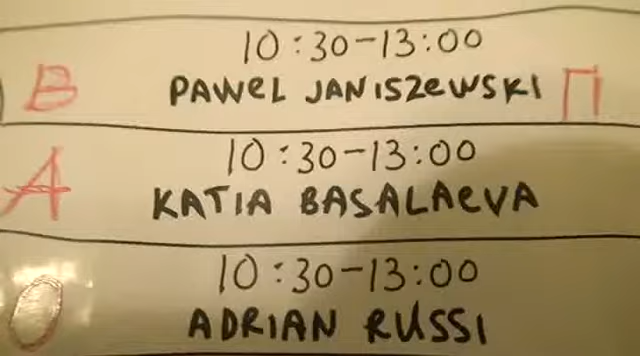 10:30-13:00
B PAWEL JANISZEWSKI П
10:30-13:00
A KATIA BASALAEVA
10:30-13:00
O ADRIAN RUSSI